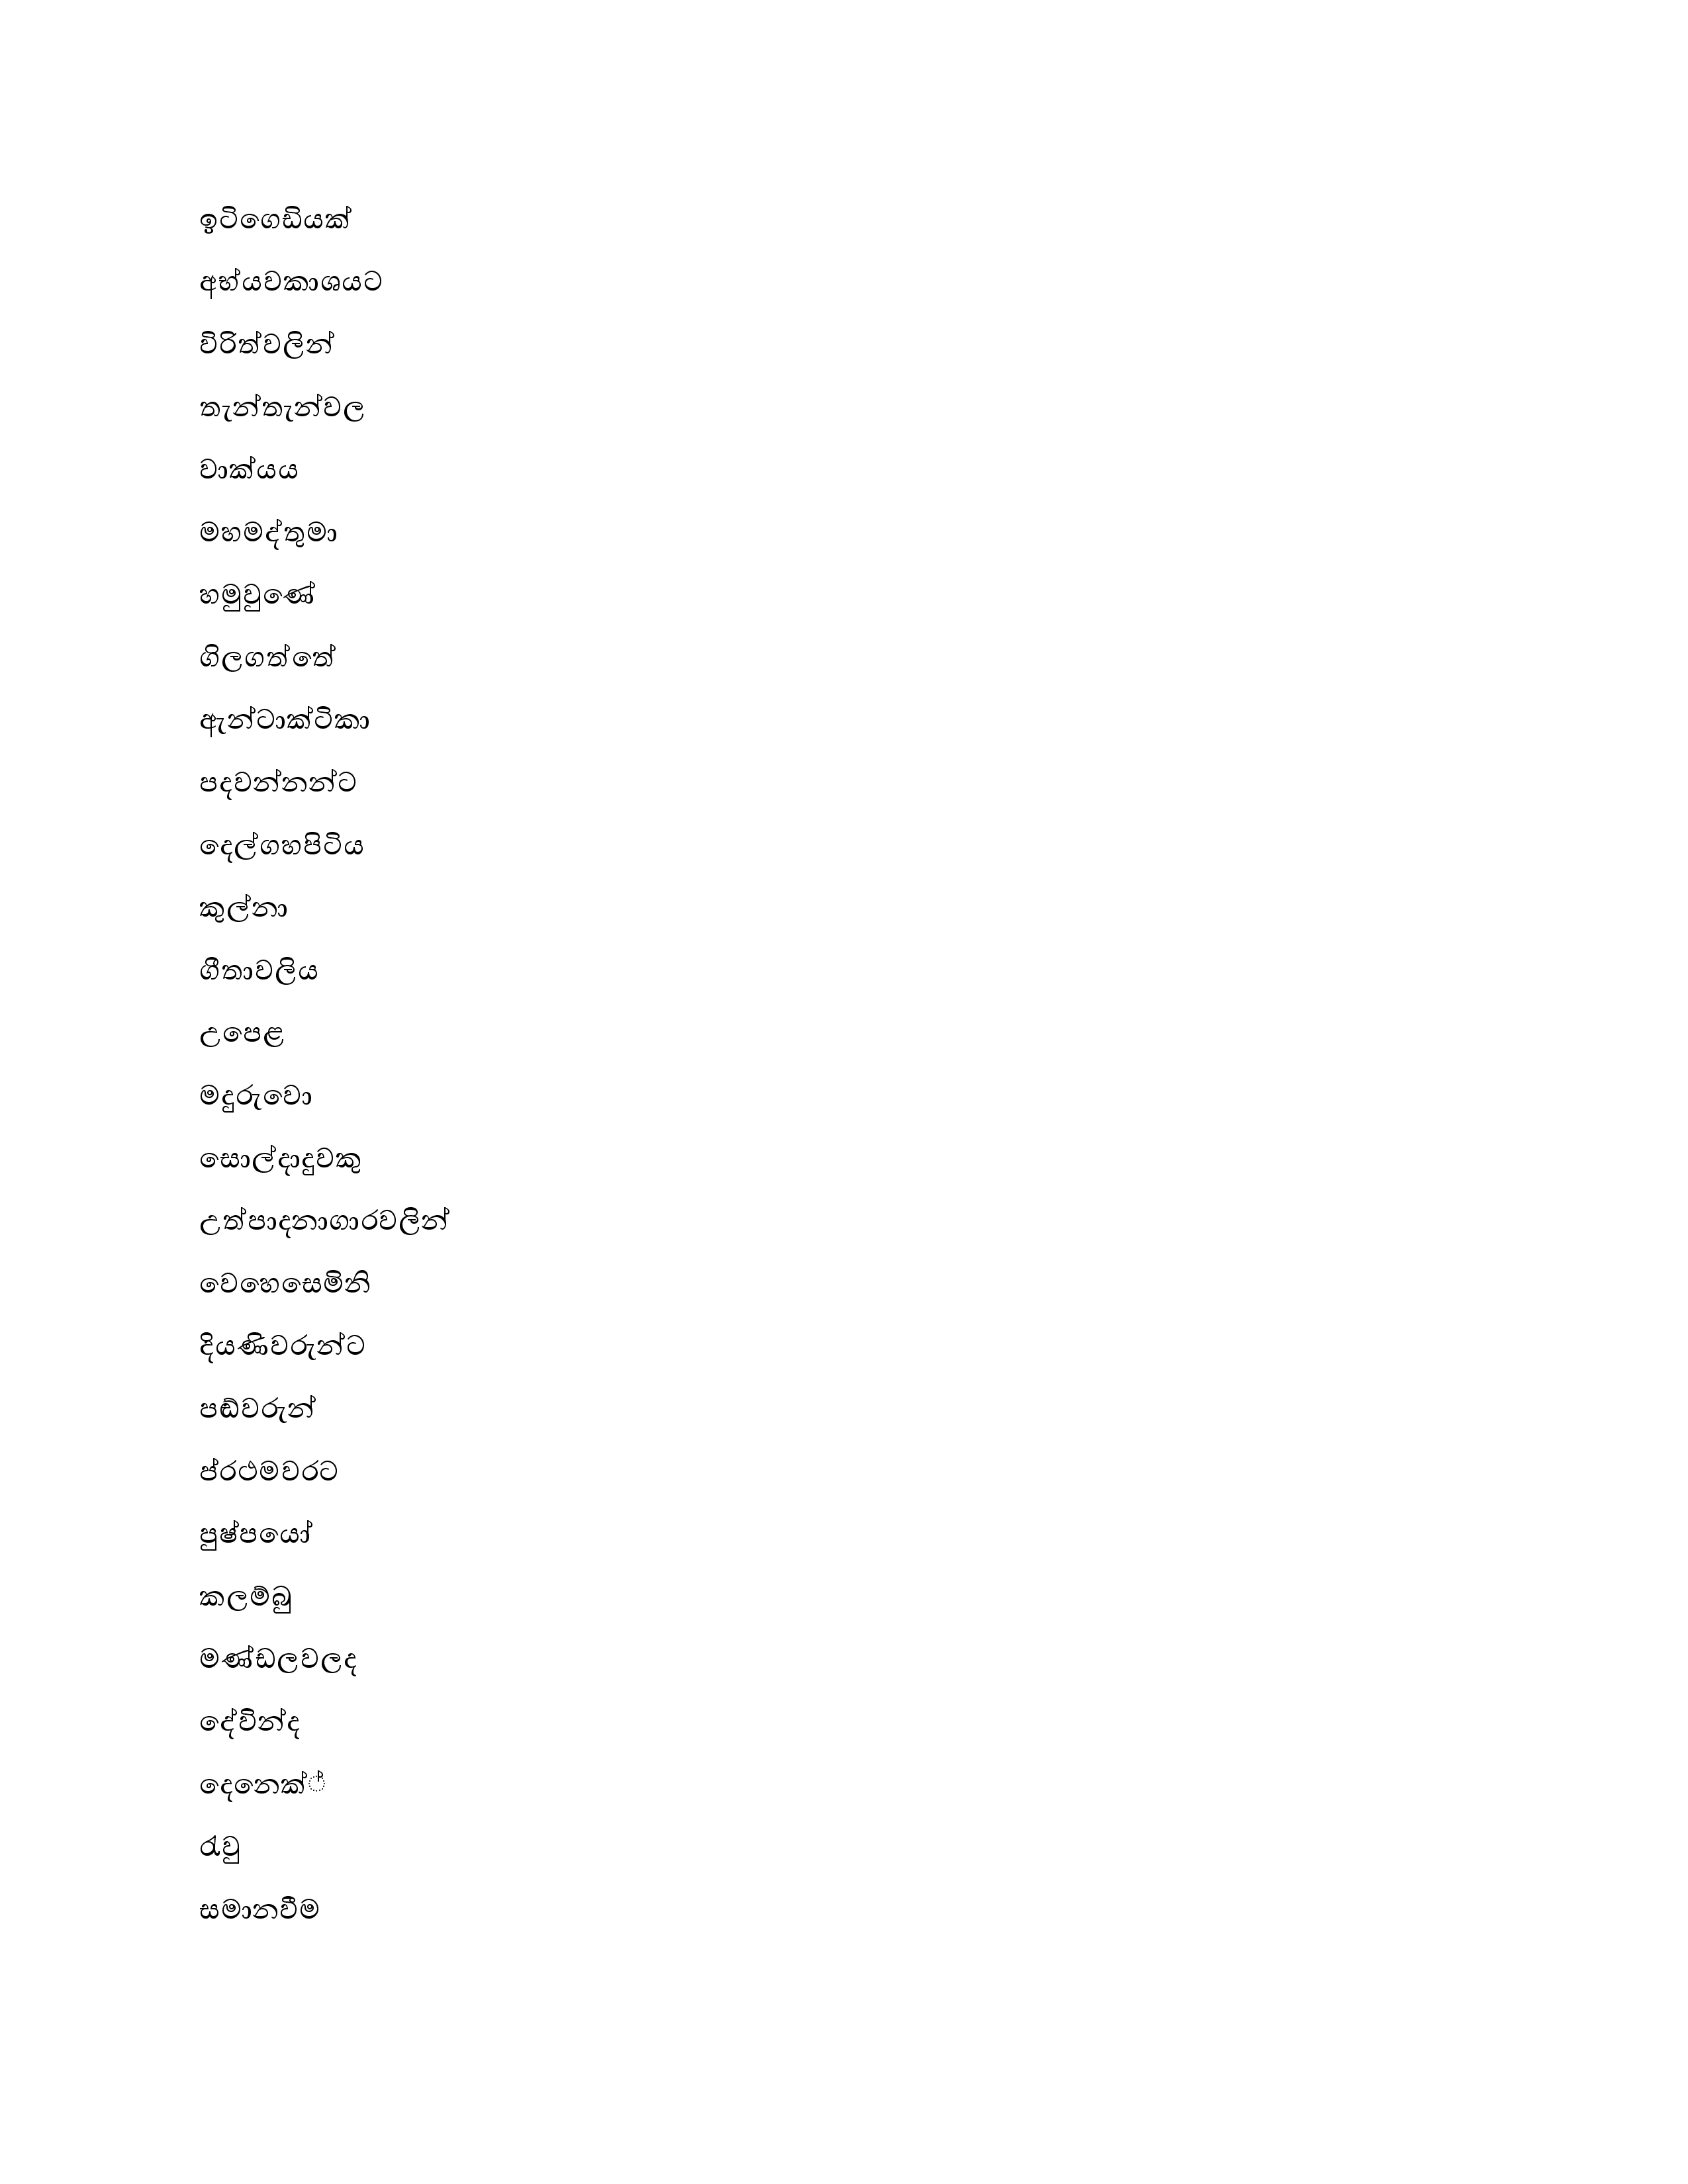 ඉටිගෙඩියක්
අභ්යවකාශයට
විරිත්වලින්
තැන්තැන්වල
වාක්යය
මහමද්තුමා
හමුවුණේ
ගිලගත්තේ
ඇන්ටාක්ටිකා
පදවන්නන්ට
දෙල්ගහපිටිය
කුල්නා
ගීතාවලිය
උපෙළ
මදුරුවො
සොල්දාදුවකු
උත්පාදනාගාරවලින්
වෙහෙසෙමිනි
දියණිවරුන්ට
පඬ්වරුන්
ප්රථමවරට
පුෂ්පයෝ
කලම්බු
මණ්ඩලවලද
දේවින්ද
දෙනෙක්්
රැවු
සමානවීම